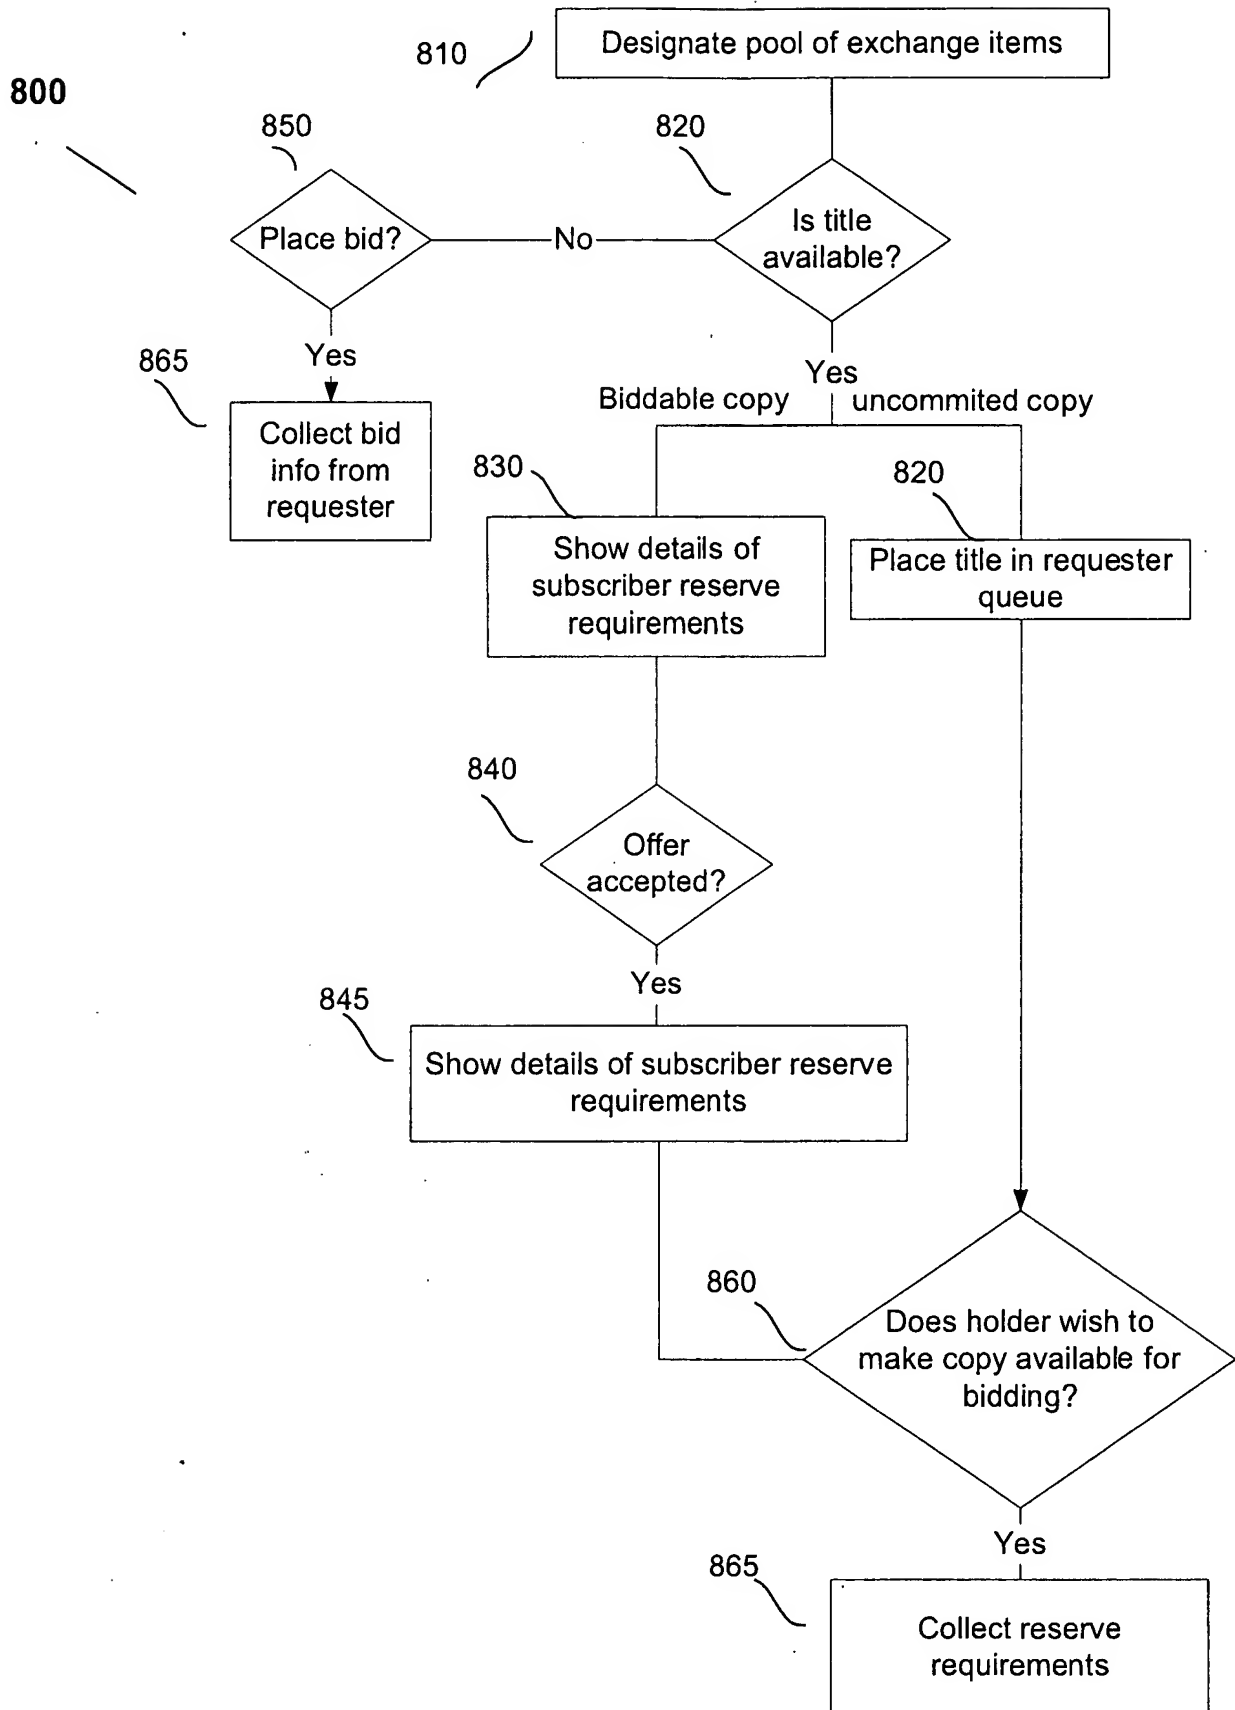 810
Designate pool of exchange items
800
850
820
Place bid?
No
Is title
available?
Yes
865
Collect bid
info from
requester
Yes
Biddable copy
uncommited copy
830
Show details of
subscriber reserve
requirements
820
Place title in requester
queue
840
Offer
accepted?
Yes
845
Show details of subscriber reserve
requirements
860
Does holder wish to
make copy available for
bidding?
Yes
865
Collect reserve
requirements